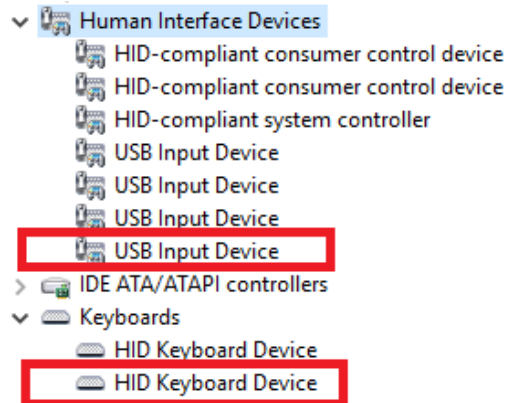 Human Interface Devices
HID-compliant consumer control device
HID-compliant consumer control device
HID-compliant system controller
USB Input Device
USB Input Device
USB Input Device
USB Input Device
IDE ATA/ATAPI controllers
Keyboards
HID Keyboard Device
HID Keyboard Device